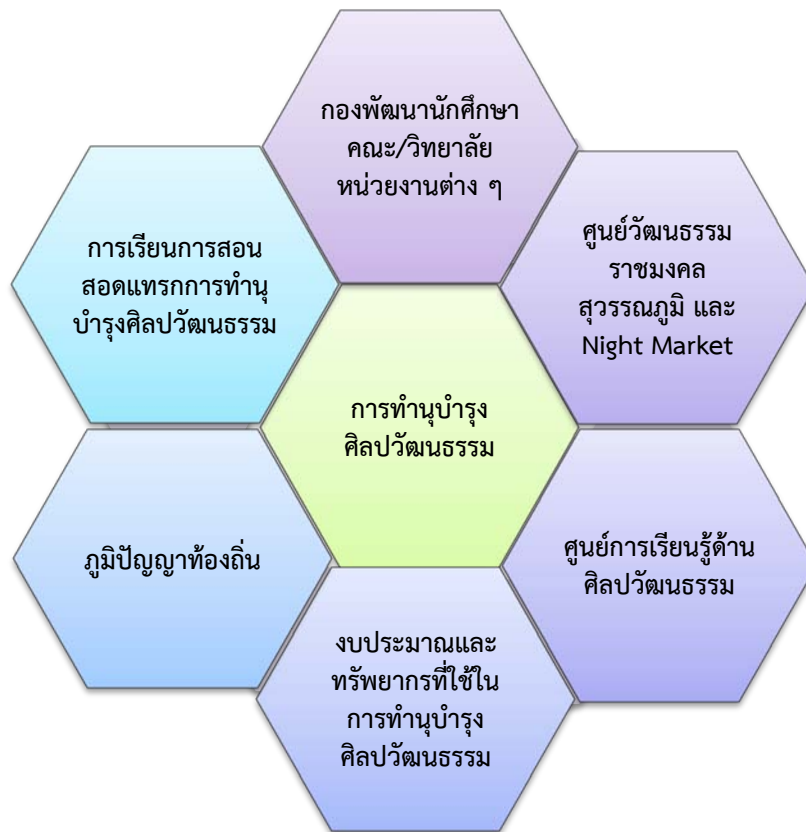 กองพัฒนานักศึกษา
คณะ/วิทยาลัย
หน่วยงานต่าง ๆ
การเรียนการสอน
สอดแทรกการทำนุ
บำรุงศิลปวัฒนธรรม
ศูนย์วัฒนธรรม
ราชมงคล
สุวรรณภูมิ และ
Night Market
การทำนุบำรุง
ศิลปวัฒนธรรม
ภูมิปัญญาท้องถิ่น
ศูนย์การเรียนรู้ด้าน
ศิลปวัฒนธรรม
งบประมาณและ
ทรัพยากรที่ใช้ใน
การทำนุบำรุง
ศิลปวัฒนธรรม